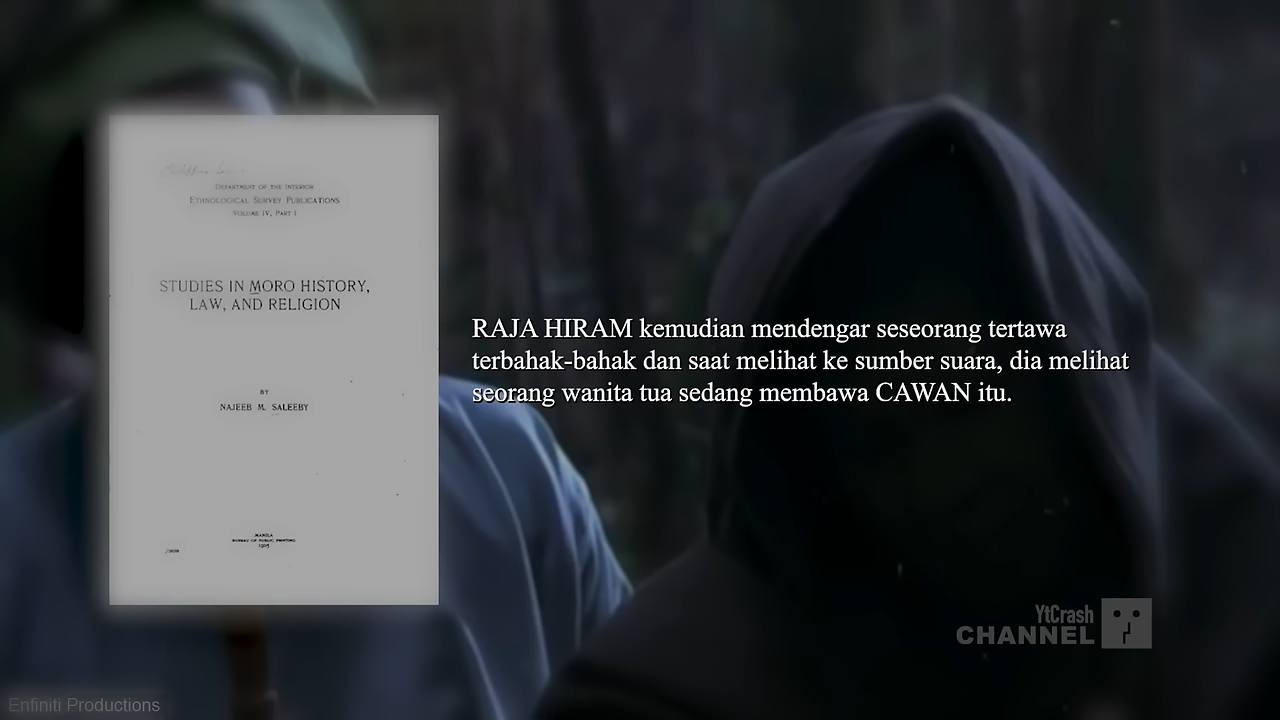 DEPARTMENT OF THE INTERIOR
ETHNOLOGICAL SURVEY PUBLICATIONS
VOLUME IV, PART I
STUDIES IN MORO HISTORY,
LAW, AND RELIGION
BY
NAJEEB M. SALEEBY
MANILA
BUREAU OF PUBLIC PRINTING
1905
RAJA HIRAM kemudian mendengar seseorang tertawa
terbahak-bahak dan saat melihat ke sumber suara, dia melihat
seorang wanita tua sedang membawa CAWAN itu.
YtCrash
CHANNEL
Enfiniti Productions